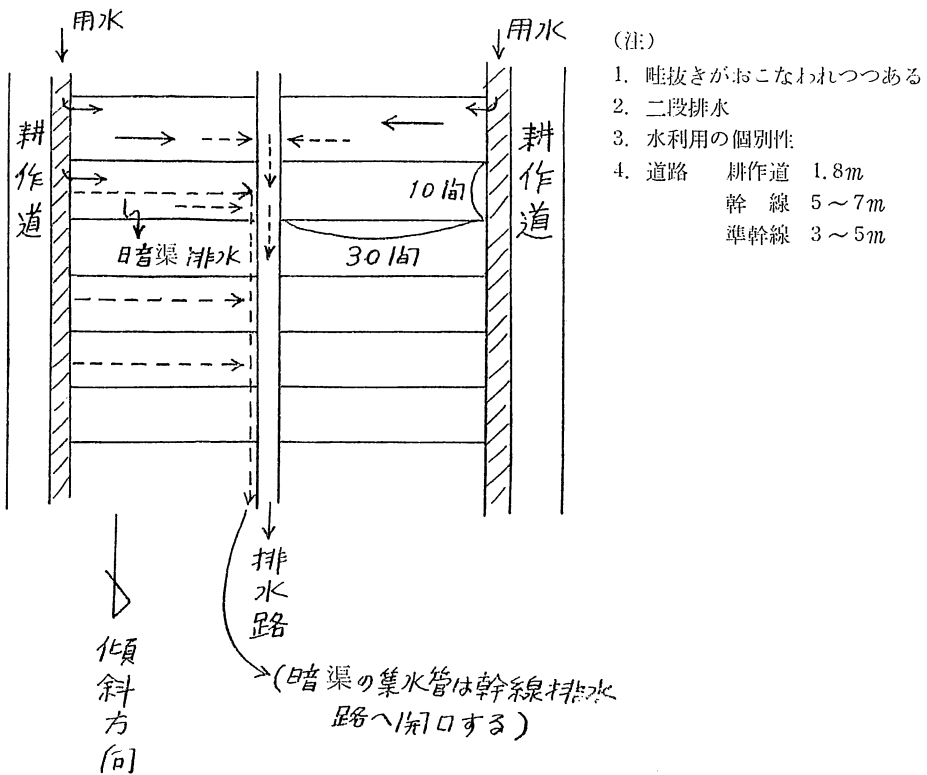 用水
用水
(注)
1. 畦抜きがおこなわれつつある
2. 二段排水
3. 水利用の個別性
4. 道路 耕作道 1.8m
幹線 5～7m
準幹線 3～5m
耕作道
耕作道
10間
30間
暗渠排水
排水路
傾斜方向
(暗渠の集水管は幹線排水
路へ開口する)